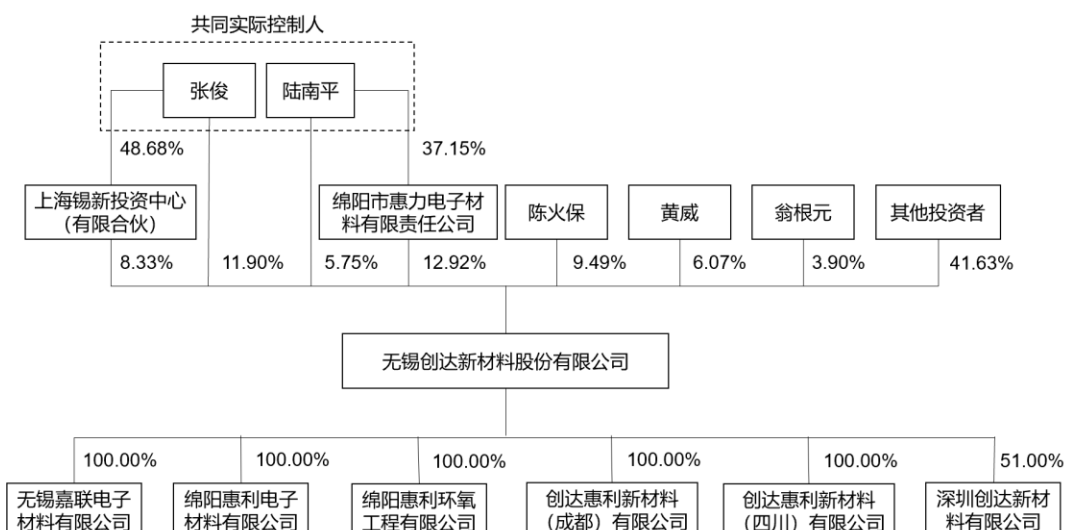 共同实际控制人
张俊
陆南平
48.68%
37.15%
上海锡新投资中心
（有限合伙）
绵阳市惠力电子材
料有限责任公司
陈火保
黄威
翁根元
其他投资者
8.33%
11.90%
5.75%
12.92%
9.49%
6.07%
3.90%
41.63%
无锡创达新材料股份有限公司
100.00%
100.00%
100.00%
100.00%
100.00%
51.00%
无锡嘉联电子
材料有限公司
绵阳惠利电子
材料有限公司
绵阳惠利环氧
工程有限公司
创达惠利新材料
（成都）有限公司
创达惠利新材料
（四川）有限公司
深圳创达新材
料有限公司